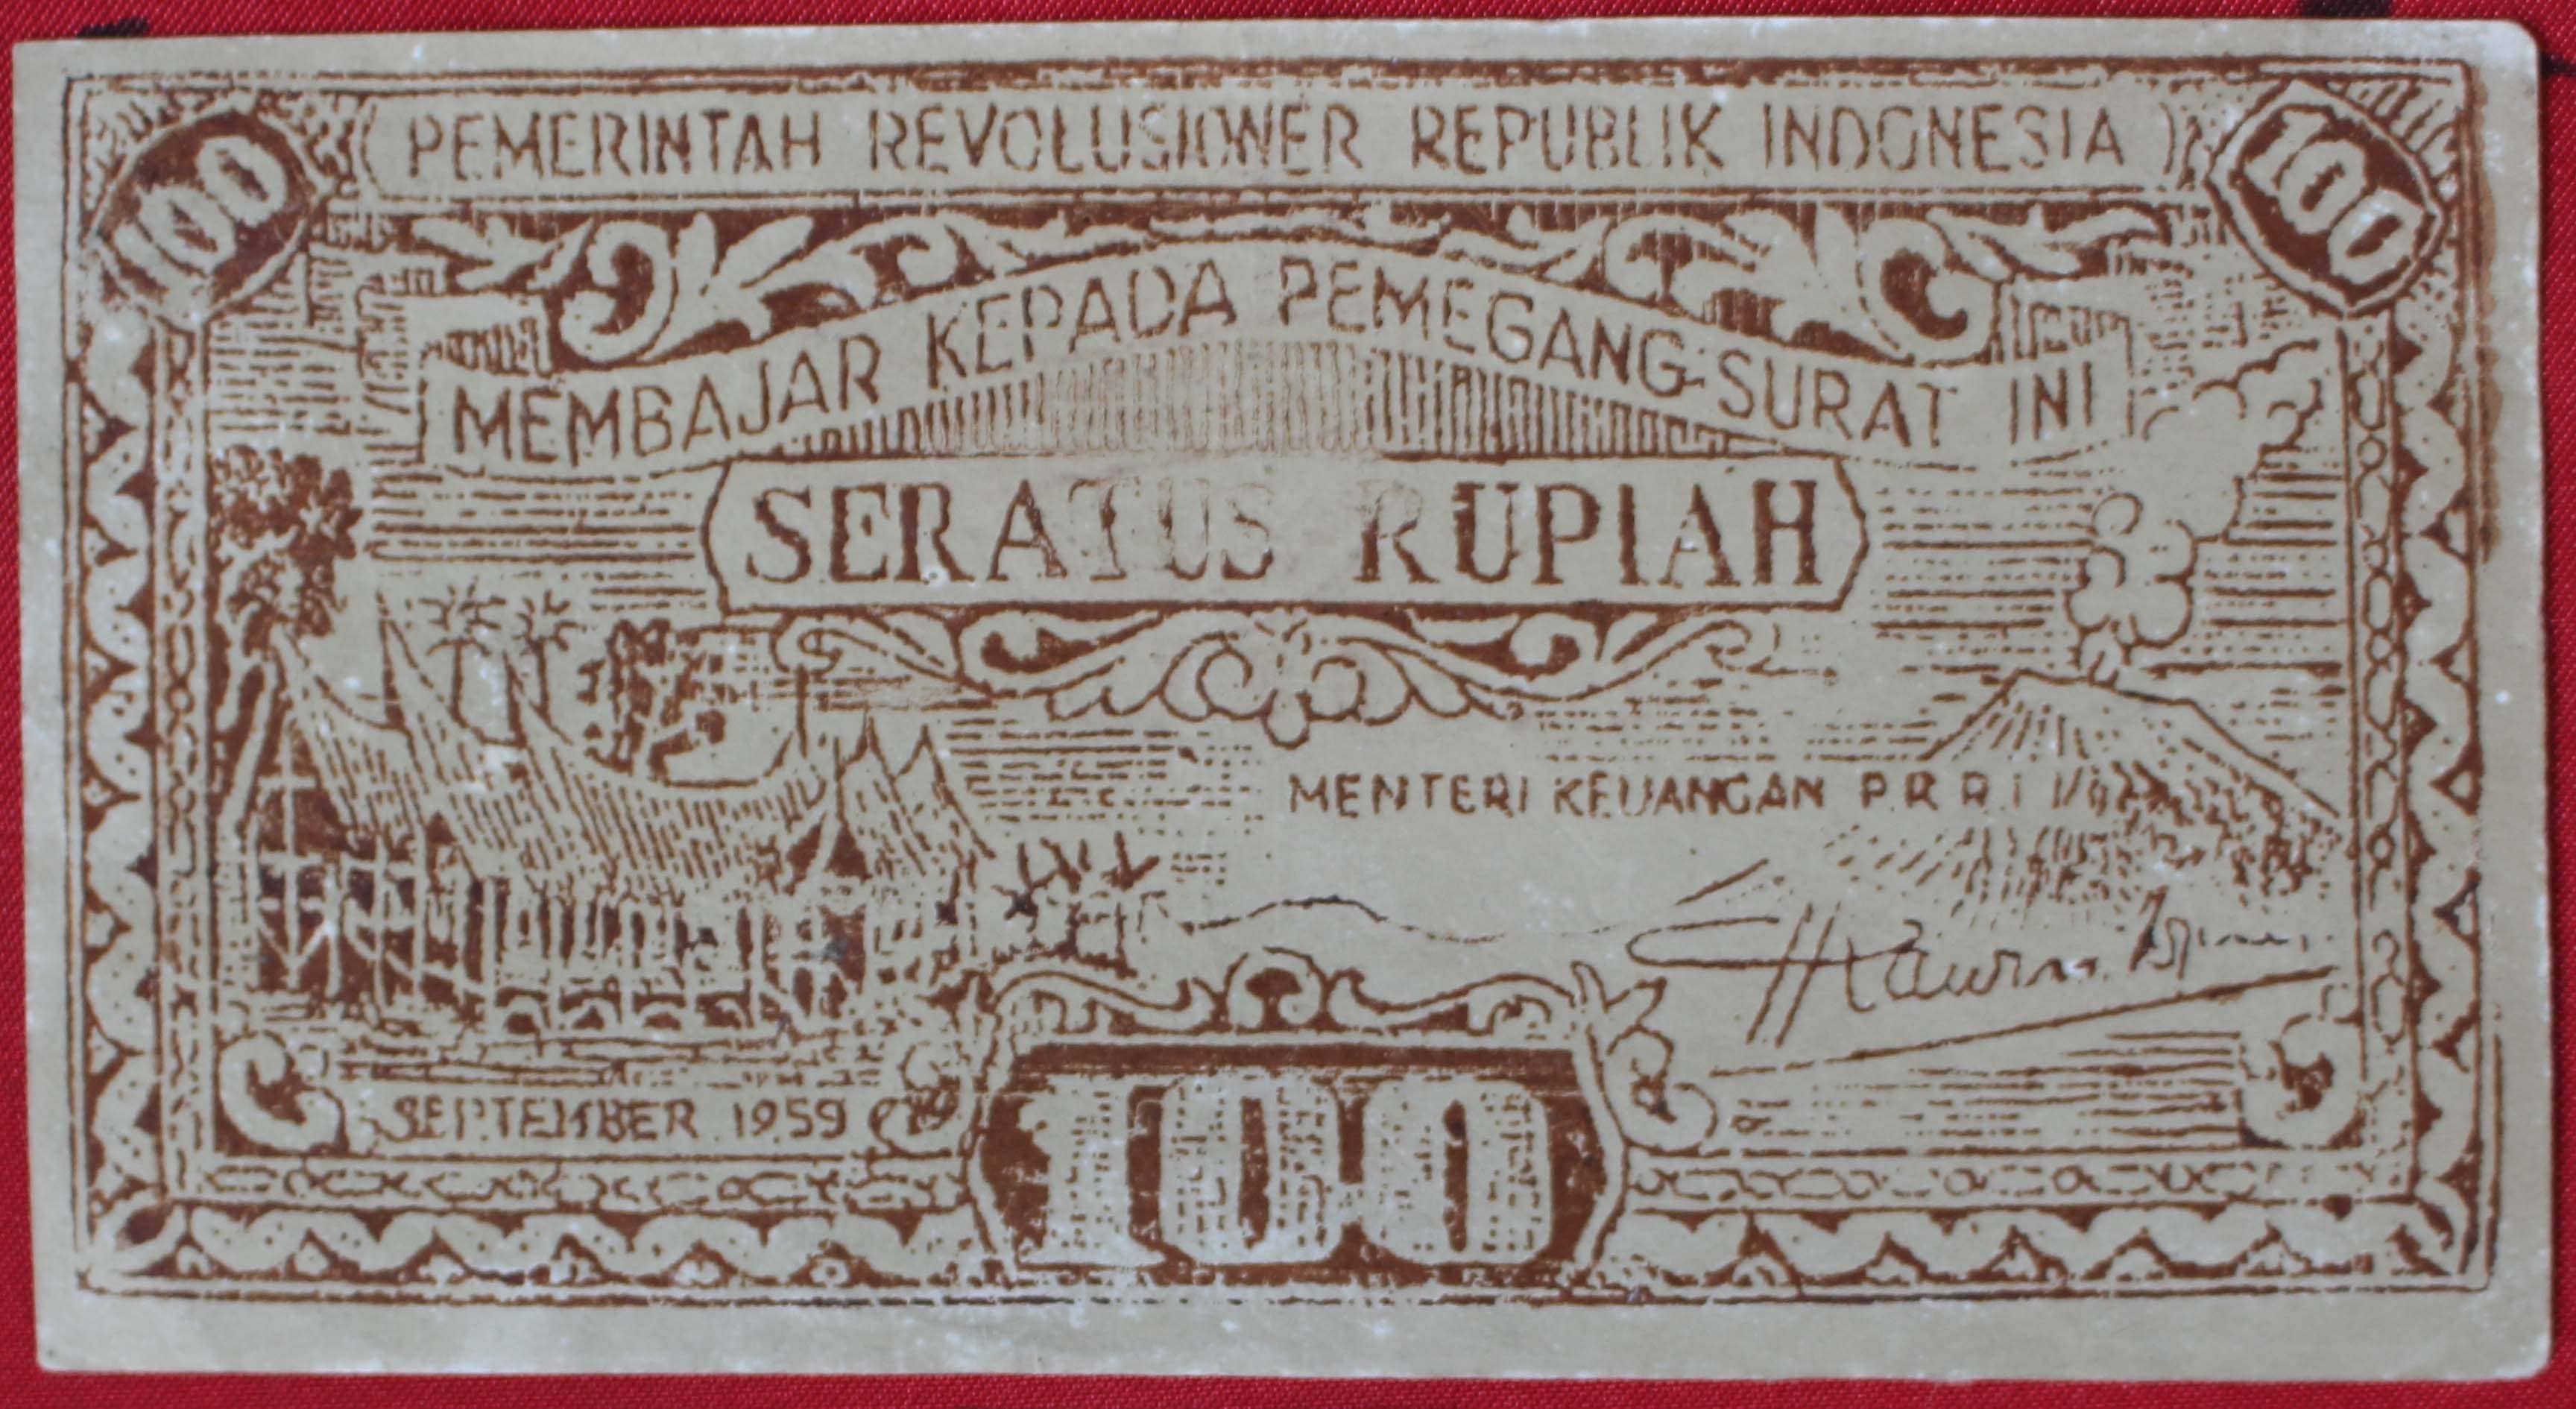 100
PEMERINTAH REVOLUSIONER REPUBLIK INDONESIA
100
MEMBAJAR KEPADA PEMEGANG SURAT INI
SERATUS RUPIAH
MENTERI KEUANGAN P.R.R.I
SEPTEMBER 1959
100